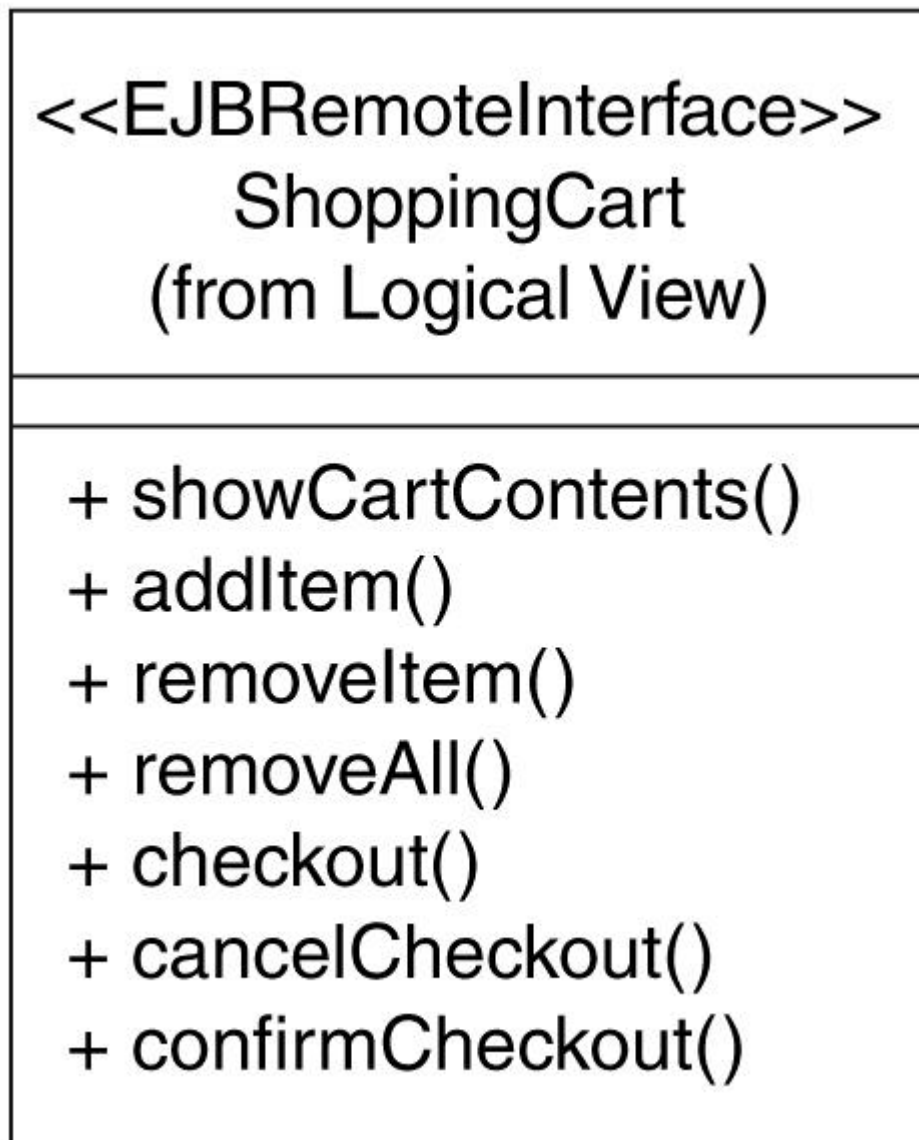 <<EJBRemoteInterface>>
ShoppingCart
(from Logical View)
+ showCartContents()
+ addItem()
+ removeItem()
+ removeAll()
+ checkout()
+ cancelCheckout()
+ confirmCheckout()